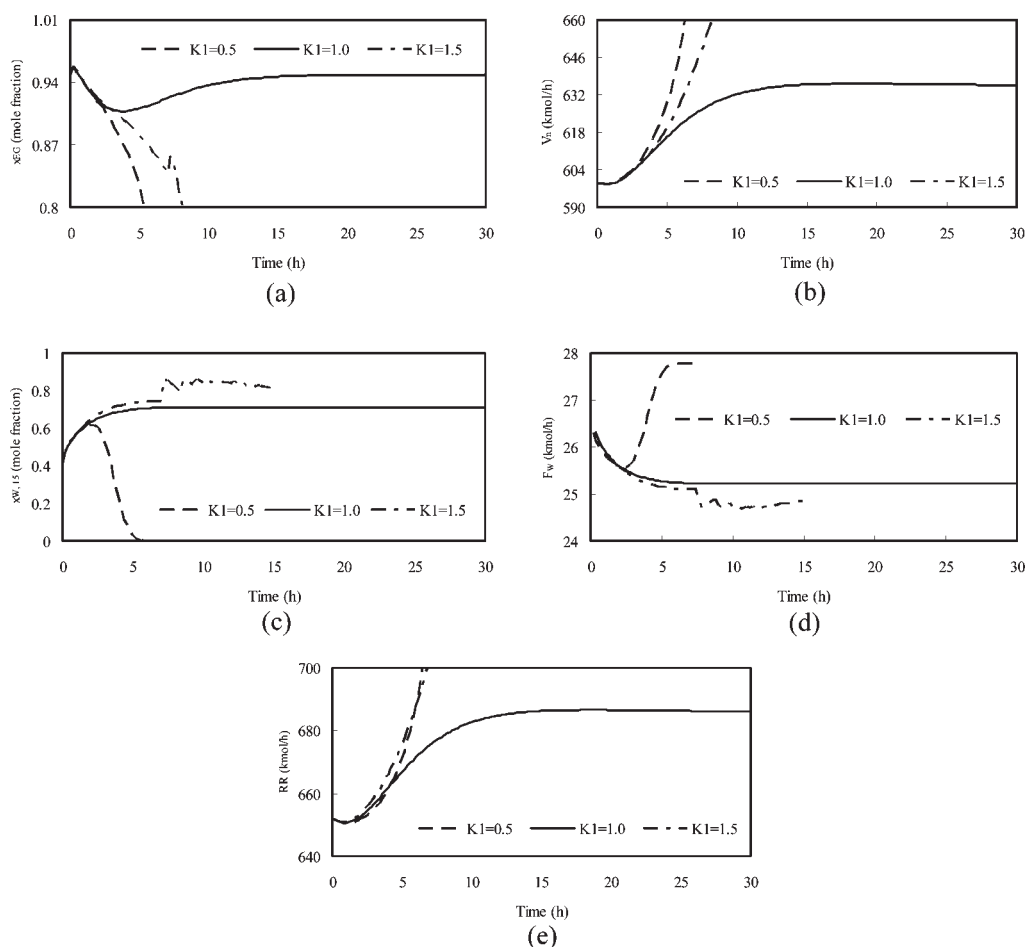 1.01
0.94
0.87
0.8
xEG (mole fraction)
K1=0.5 K1=1.0 K1=1.5
0 5 10 15 20 25 30
Time (h)
(a)
660
646
632
618
604
590
Vn (kmol/h)
K1=0.5 K1=1.0 K1=1.5
0 5 10 15 20 25 30
Time (h)
(b)
1
0.8
0.6
0.4
0.2
0
xW, 15 (mole fraction)
K1=0.5 K1=1.0 K1=1.5
0 5 10 15 20 25 30
Time (h)
(c)
28
27
26
25
24
FW (kmol/h)
K1=0.5 K1=1.0 K1=1.5
0 5 10 15 20 25 30
Time (h)
(d)
700
680
660
640
RR (kmol/h)
K1=0.5 K1=1.0 K1=1.5
0 5 10 15 20 25 30
Time (h)
(e)